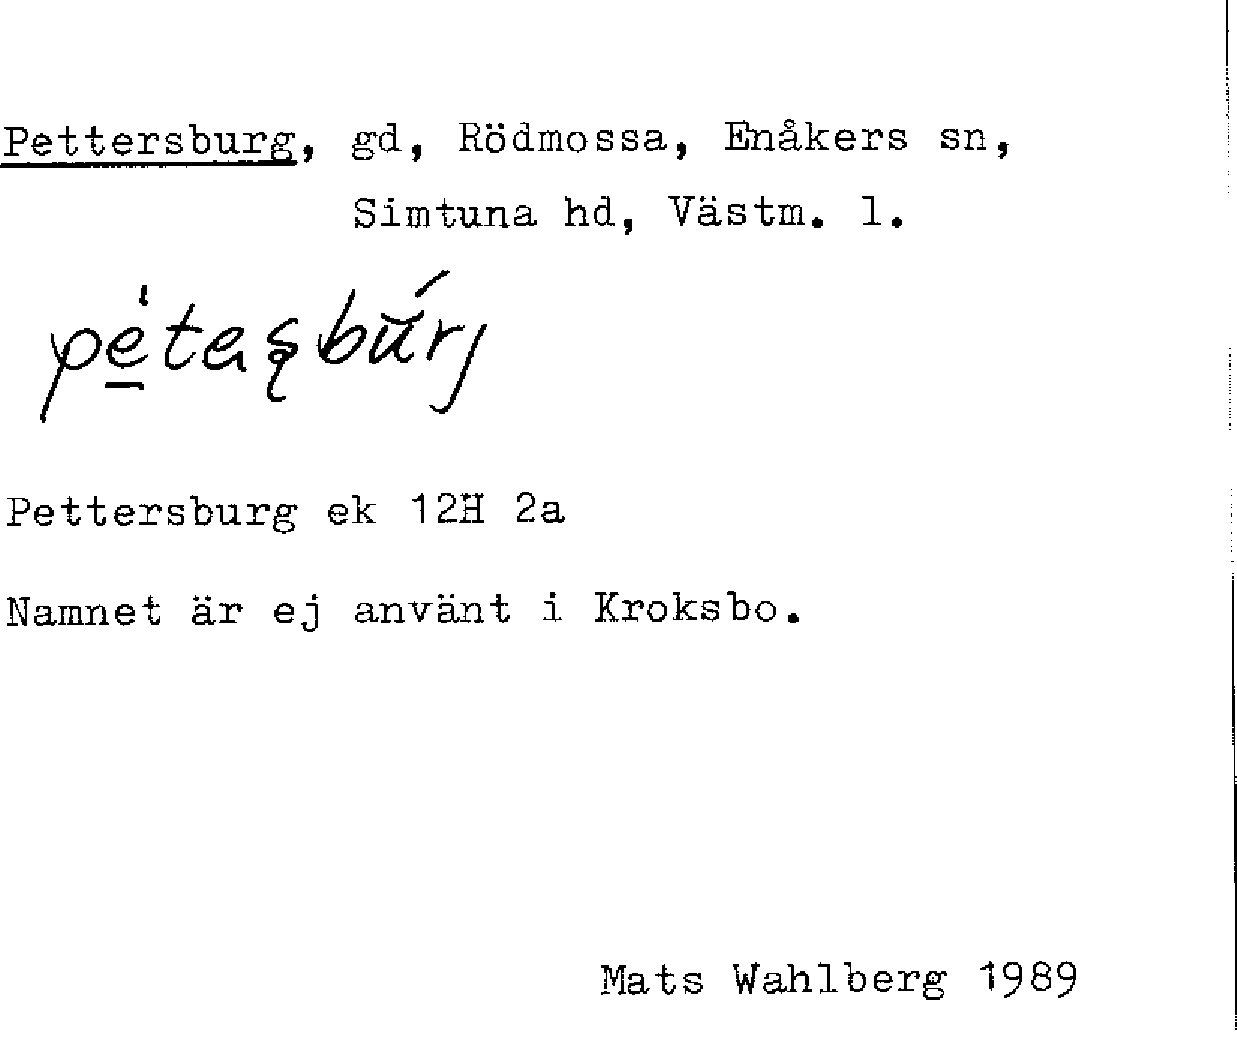 Pettersburg, gd, Rödmossa, Enåkers sn,
Simtuna hd, Västm. l.
Pettersburg ek 12H 2a
Namnet är ej använt i Kroksbo.
Mats Wahlberg 1989